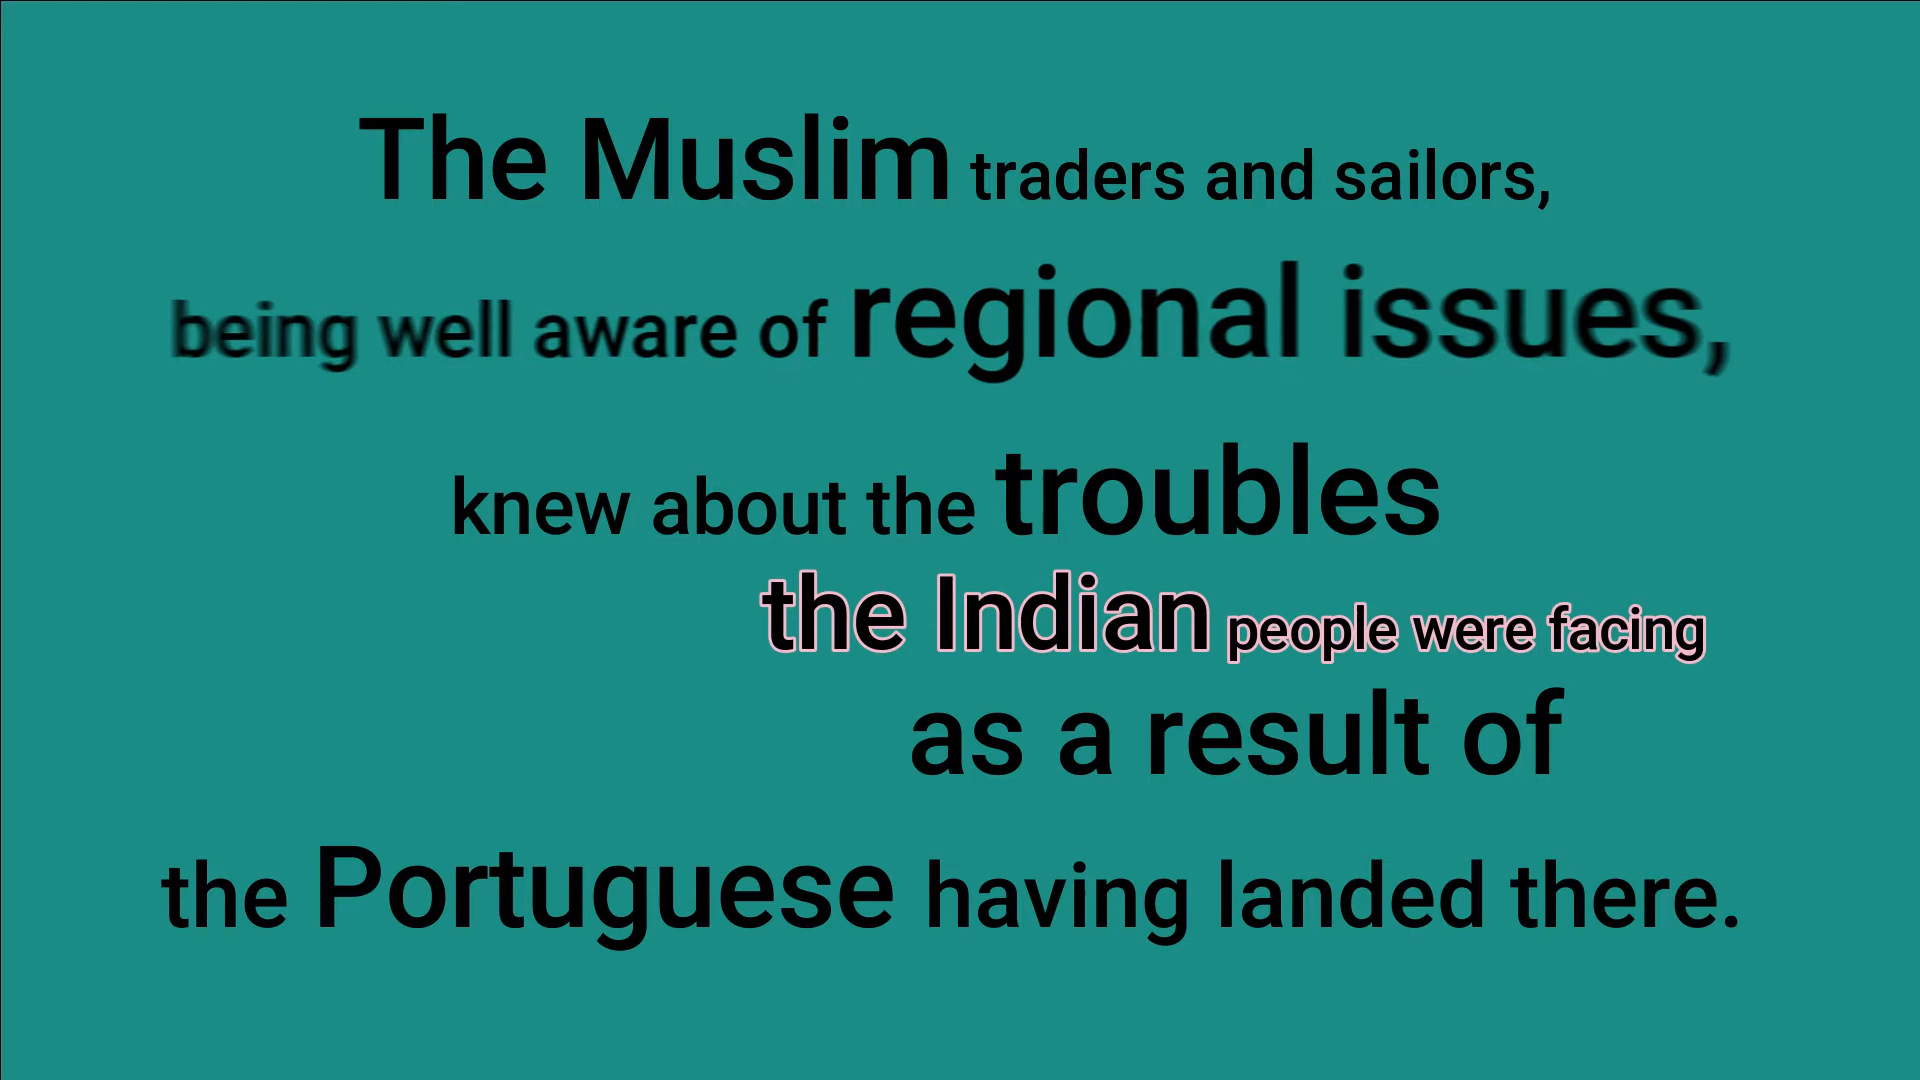 The Muslim traders and sailors,
being well aware of regional issues,
knew about the troubles
the Indian people were facing
as a result of
the Portuguese having landed there.